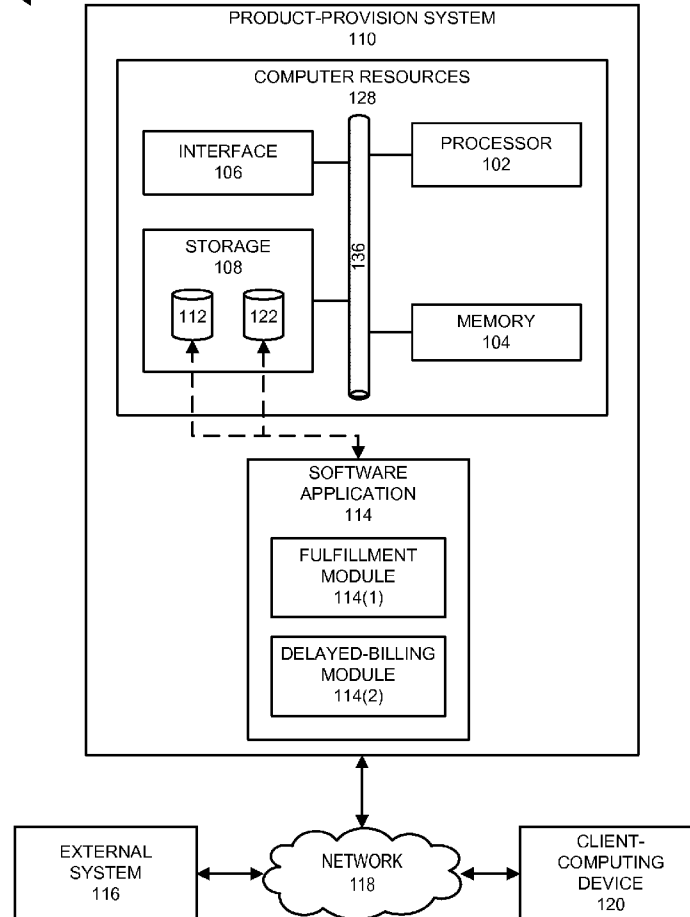 PRODUCT-PROVISION SYSTEM
110
COMPUTER RESOURCES
128
INTERFACE
106
PROCESSOR
102
STORAGE
108
112
122
136
MEMORY
104
SOFTWARE
APPLICATION
114
FULFILLMENT
MODULE
114(1)
DELAYED-BILLING
MODULE
114(2)
EXTERNAL
SYSTEM
116
NETWORK
118
CLIENT-
COMPUTING
DEVICE
120